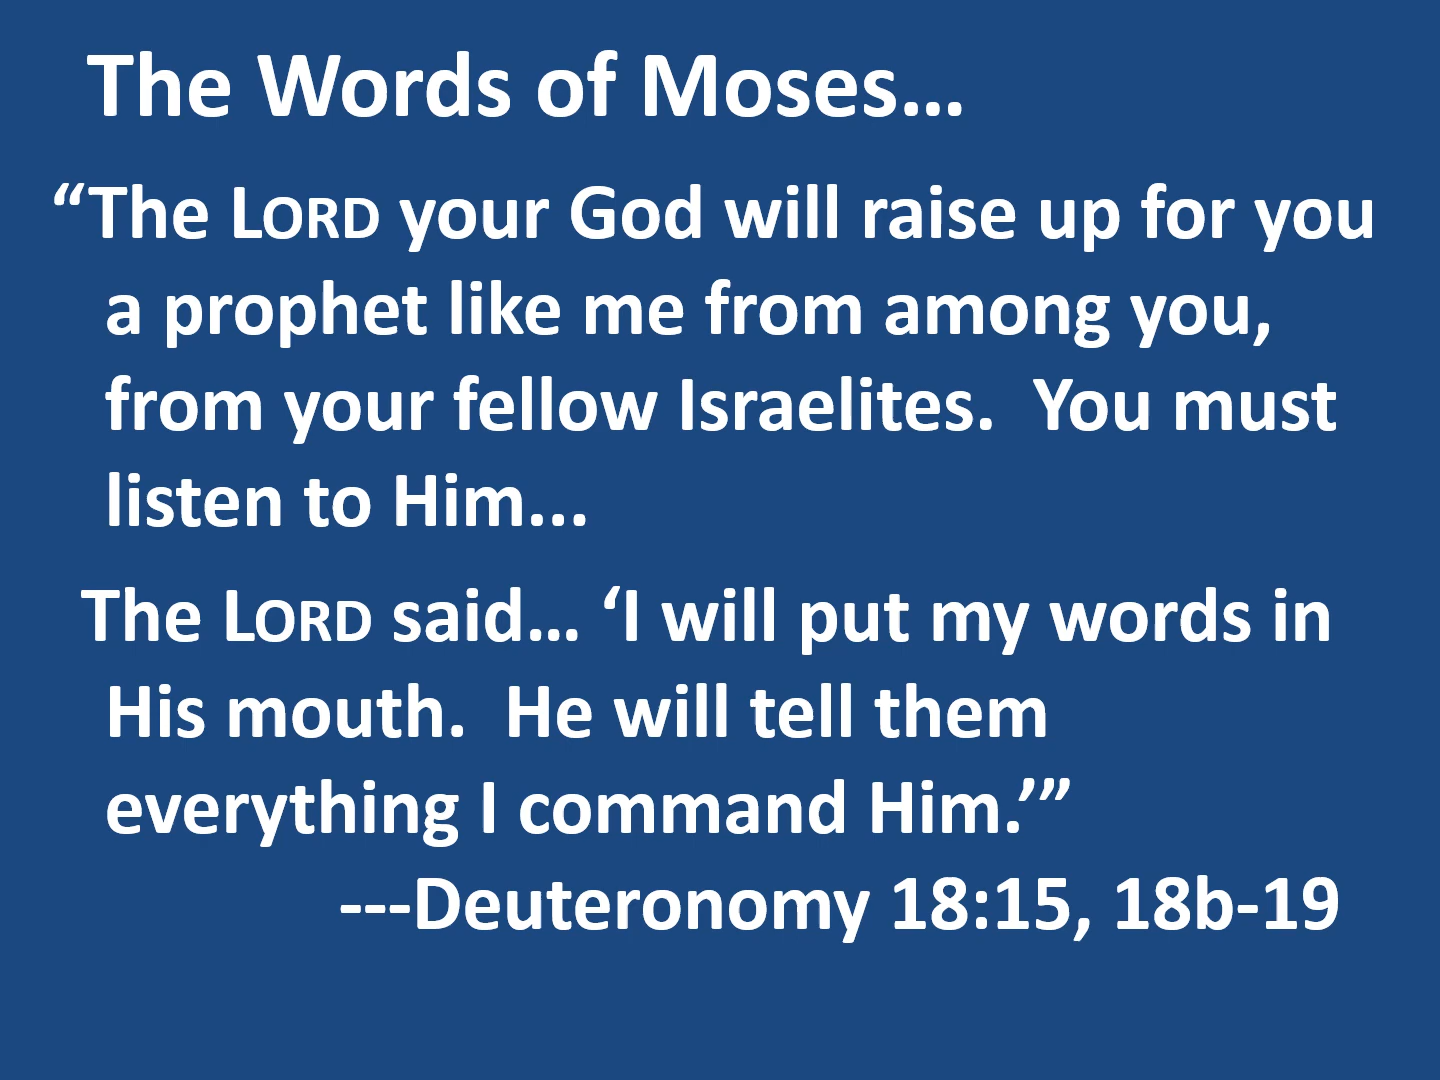 The Words of Moses…
“The LORD your God will raise up for you
a prophet like me from among you,
from your fellow Israelites.  You must
listen to Him...
The LORD said… ‘I will put my words in
His mouth.  He will tell them
everything I command Him.’”
---Deuteronomy 18:15, 18b-19